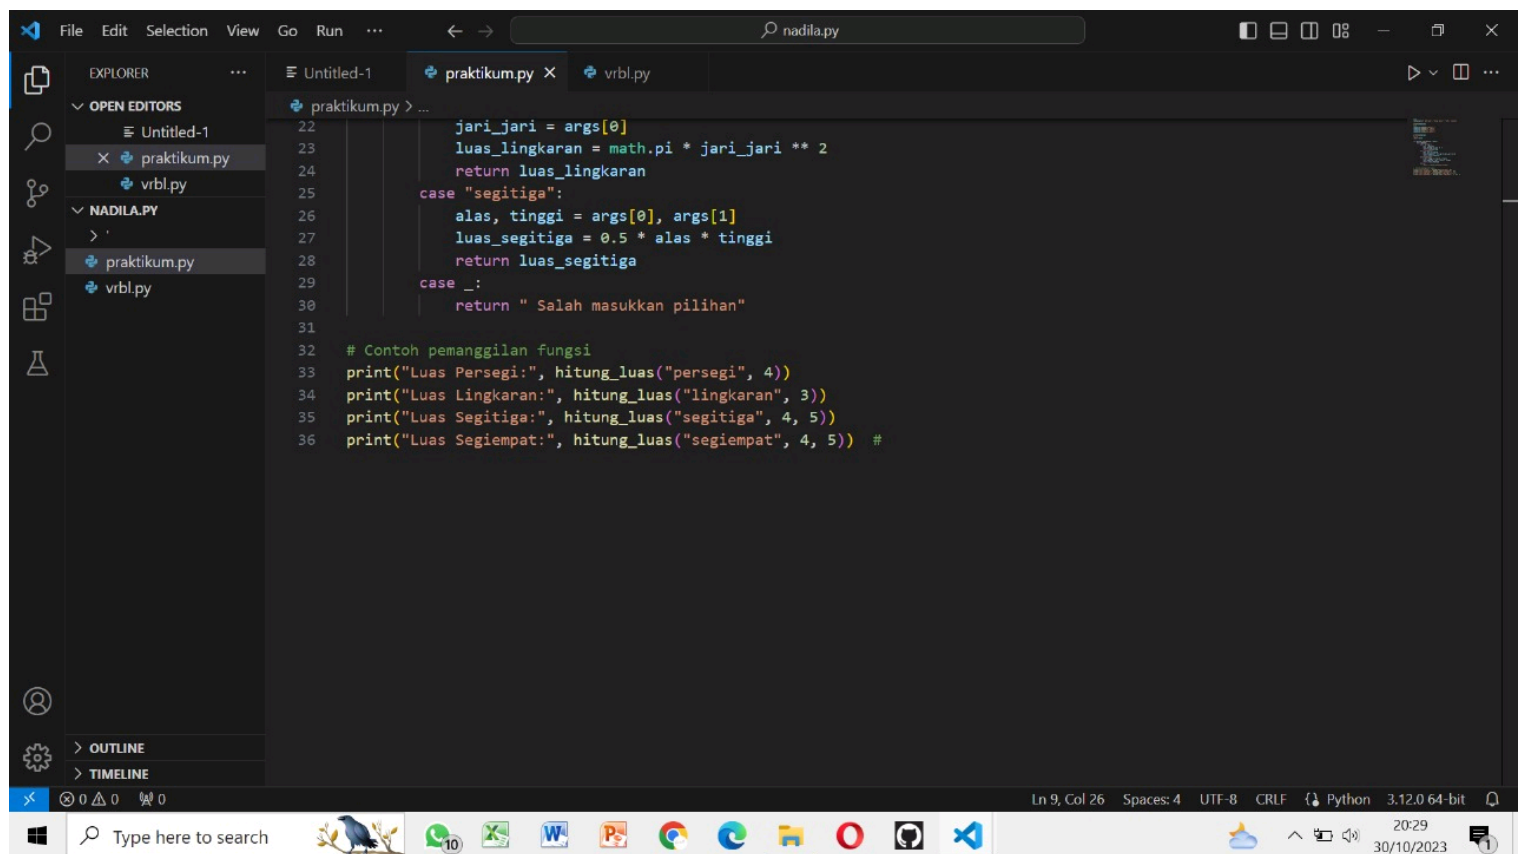 File Edit Selection View Go Run ··· nadila.py
EXPLORER ···
OPEN EDITORS
Untitled-1
praktikum.py
vrbl.py
NADILA.PY
'
praktikum.py
vrbl.py
OUTLINE
TIMELINE
Untitled-1 praktikum.py vrbl.py
praktikum.py > ...
22 jari_jari = args[0]
23 luas_lingkaran = math.pi * jari_jari ** 2
24 return luas_lingkaran
25 case "segitiga":
26 alas, tinggi = args[0], args[1]
27 luas_segitiga = 0.5 * alas * tinggi
28 return luas_segitiga
29 case _:
30 return " Salah masukkan pilihan"
31
32 # Contoh pemanggilan fungsi
33 print("Luas Persegi:", hitung_luas("persegi", 4))
34 print("Luas Lingkaran:", hitung_luas("lingkaran", 3))
35 print("Luas Segitiga:", hitung_luas("segitiga", 4, 5))
36 print("Luas Segiempat:", hitung_luas("segiempat", 4, 5)) #
0 0 0 Ln 9, Col 26 Spaces: 4 UTF-8 CRLF Python 3.12.0 64-bit
Type here to search 10 20:29
30/10/2023 1